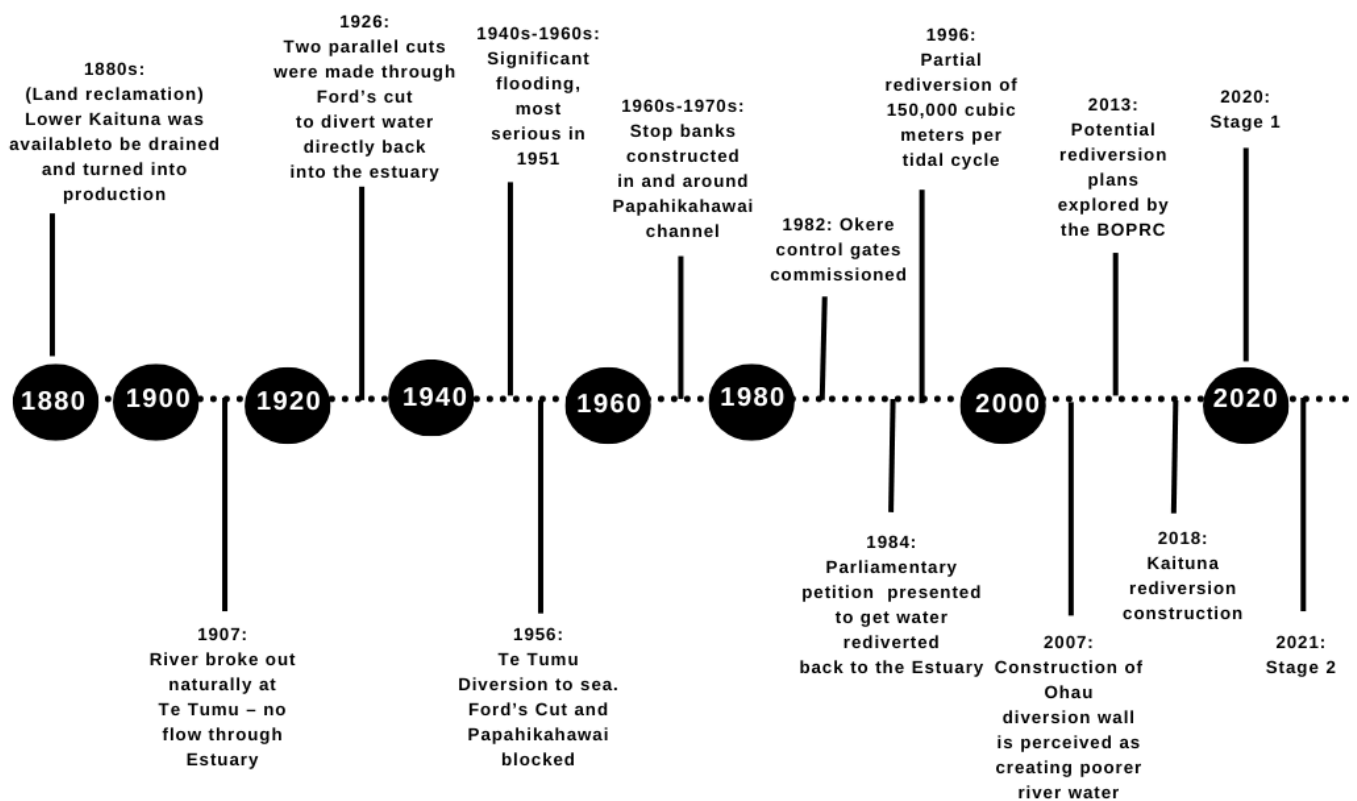 1880s:
(Land reclamation)
Lower Kaituna was
availableto be drained
and turned into
production
1926:
Two parallel cuts
were made through
Ford's cut
to divert water
directly back
into the estuary
1940s-1960s:
Significant
flooding,
most
serious in
1951
1960s-1970s:
Stop banks
constructed
in and around
Papahikahawai
channel
1982: Okere
control gates
commissioned
1996:
Partial
rediversion of
150,000 cubic
meters per
tidal cycle
2013:
Potential
rediversion
plans
explored by
the BOPRC
2020:
Stage 1
1880
1900
1920
1940
1960
1980
2000
2020
1907:
River broke out
naturally at
Te Tumu – no
flow through
Estuary
1956:
Te Tumu
Diversion to sea.
Ford's Cut and
Papahikahawai
blocked
1984:
Parliamentary
petition  presented
to get water
rediverted
back to the Estuary
2007:
Construction of
Ohau
diversion wall
is perceived as
creating poorer
river water
2018:
Kaituna
rediversion
construction
2021:
Stage 2